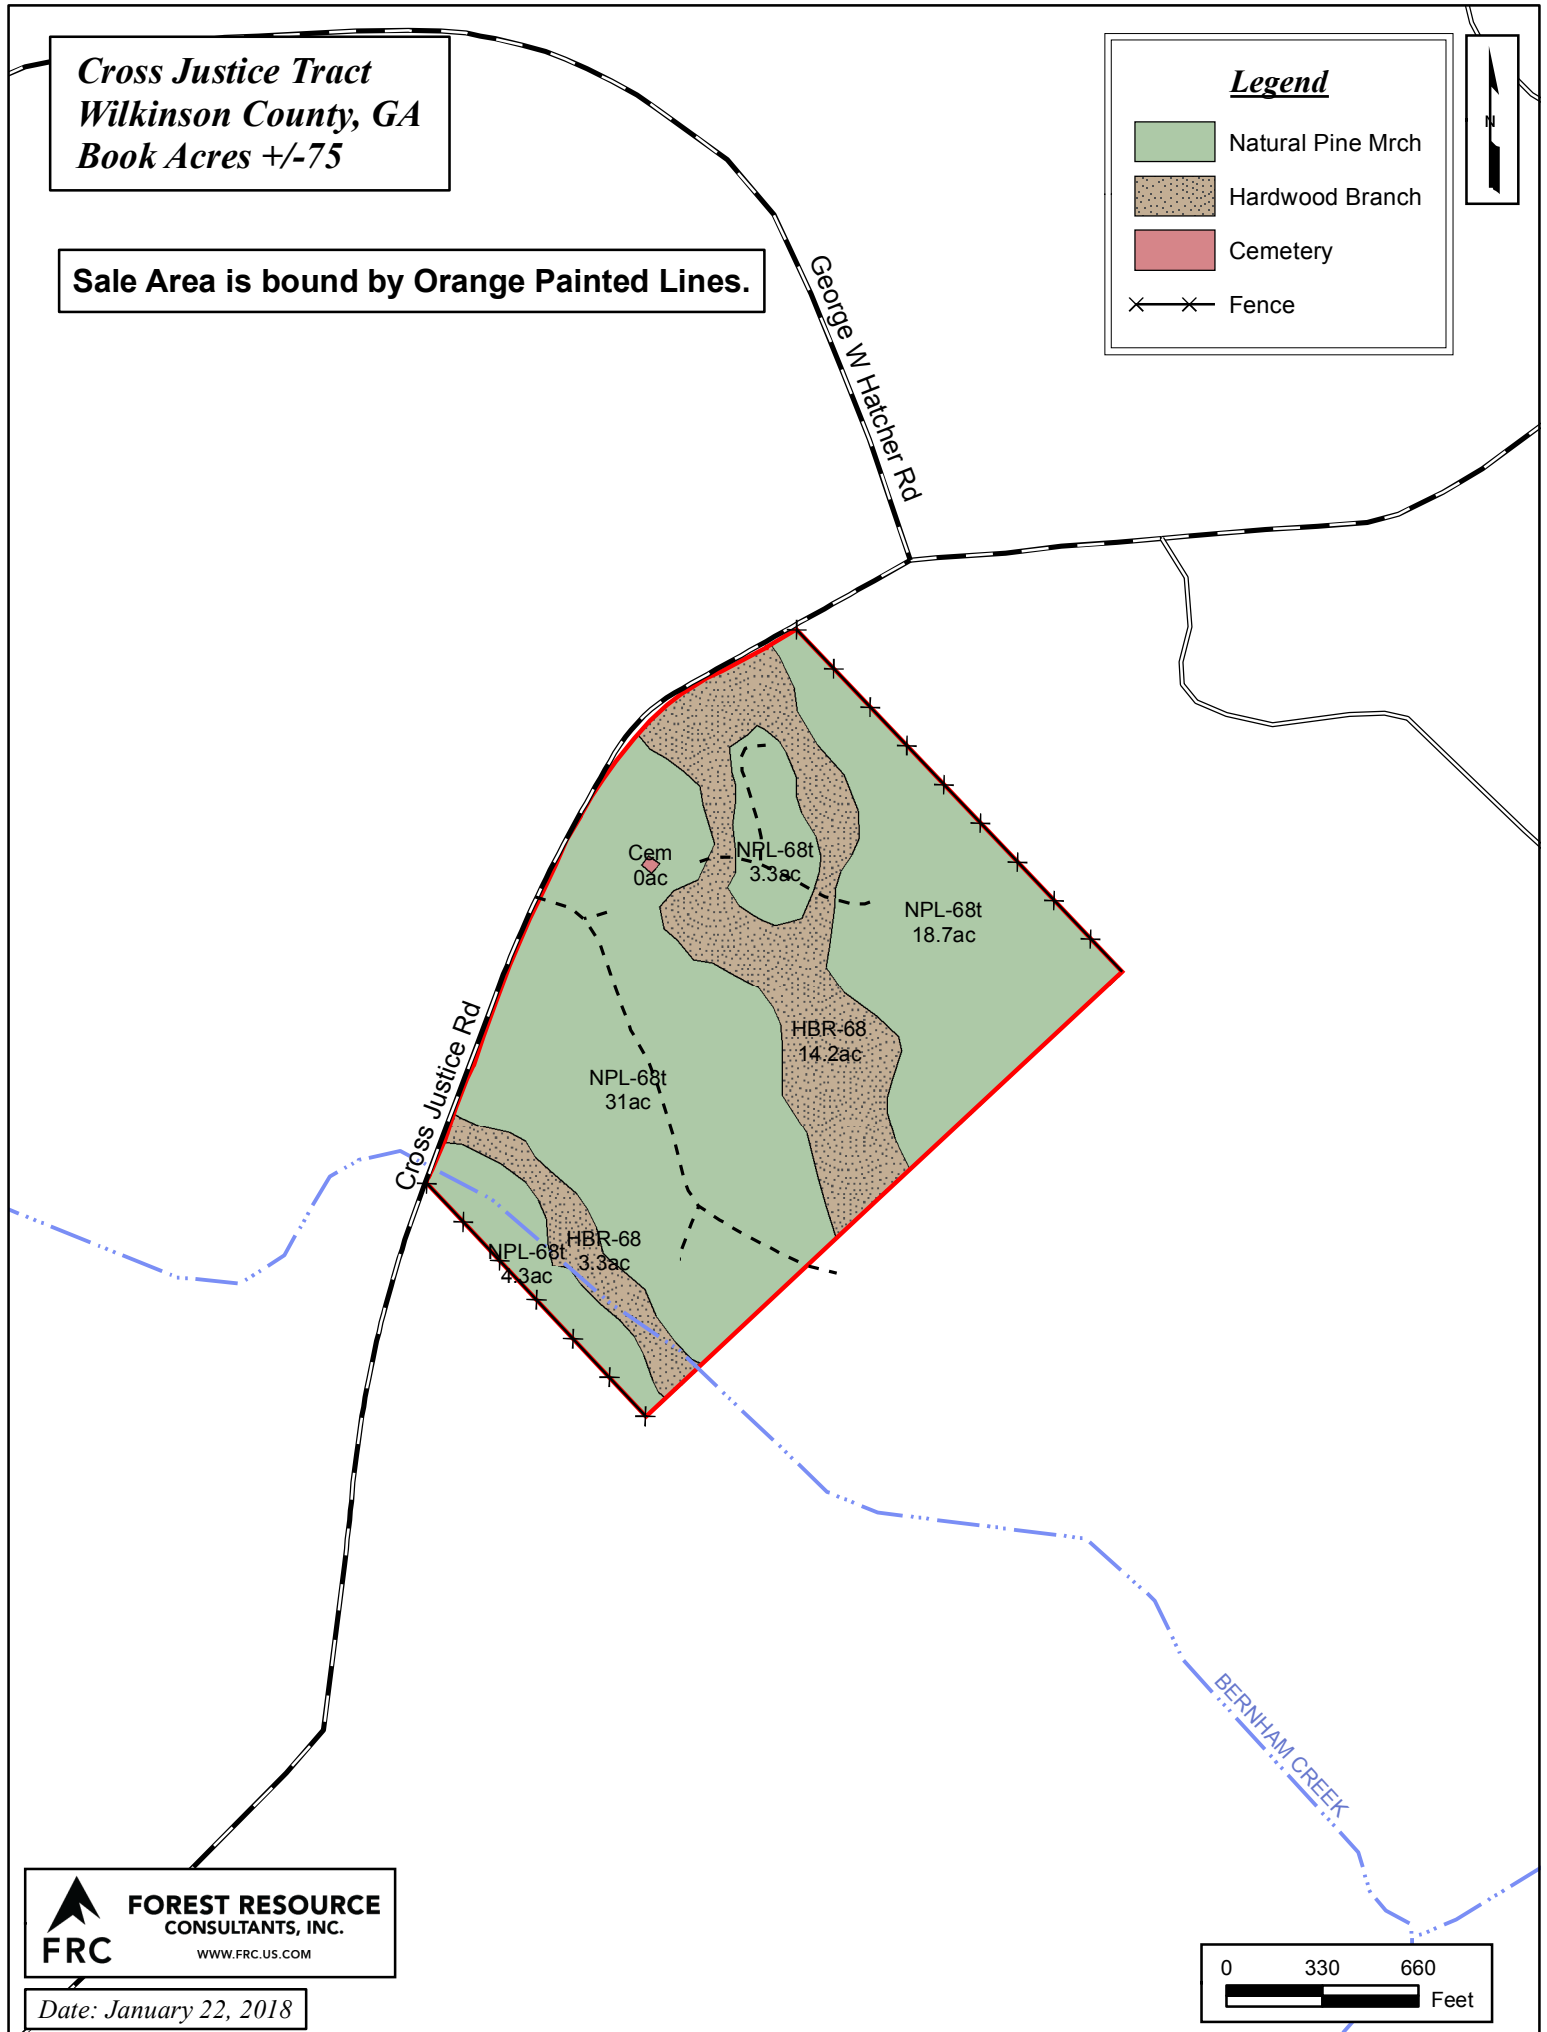 Cross Justice Tract
Wilkinson County, GA
Book Acres +/-75
Sale Area is bound by Orange Painted Lines.
Legend
Natural Pine Mrch
Hardwood Branch
Cemetery
Fence
N
George W Hatcher Rd
Cem
0ac
NPL-68t
3.3ac
NPL-68t
18.7ac
HBR-68
14.2ac
NPL-68t
31ac
Cross Justice Rd
HBR-68
3.3ac
NPL-68t
4.3ac
BERNHAM CREEK
FRC
FOREST RESOURCE
CONSULTANTS, INC.
WWW.FRC.US.COM
Date: January 22, 2018
0 330 660
Feet